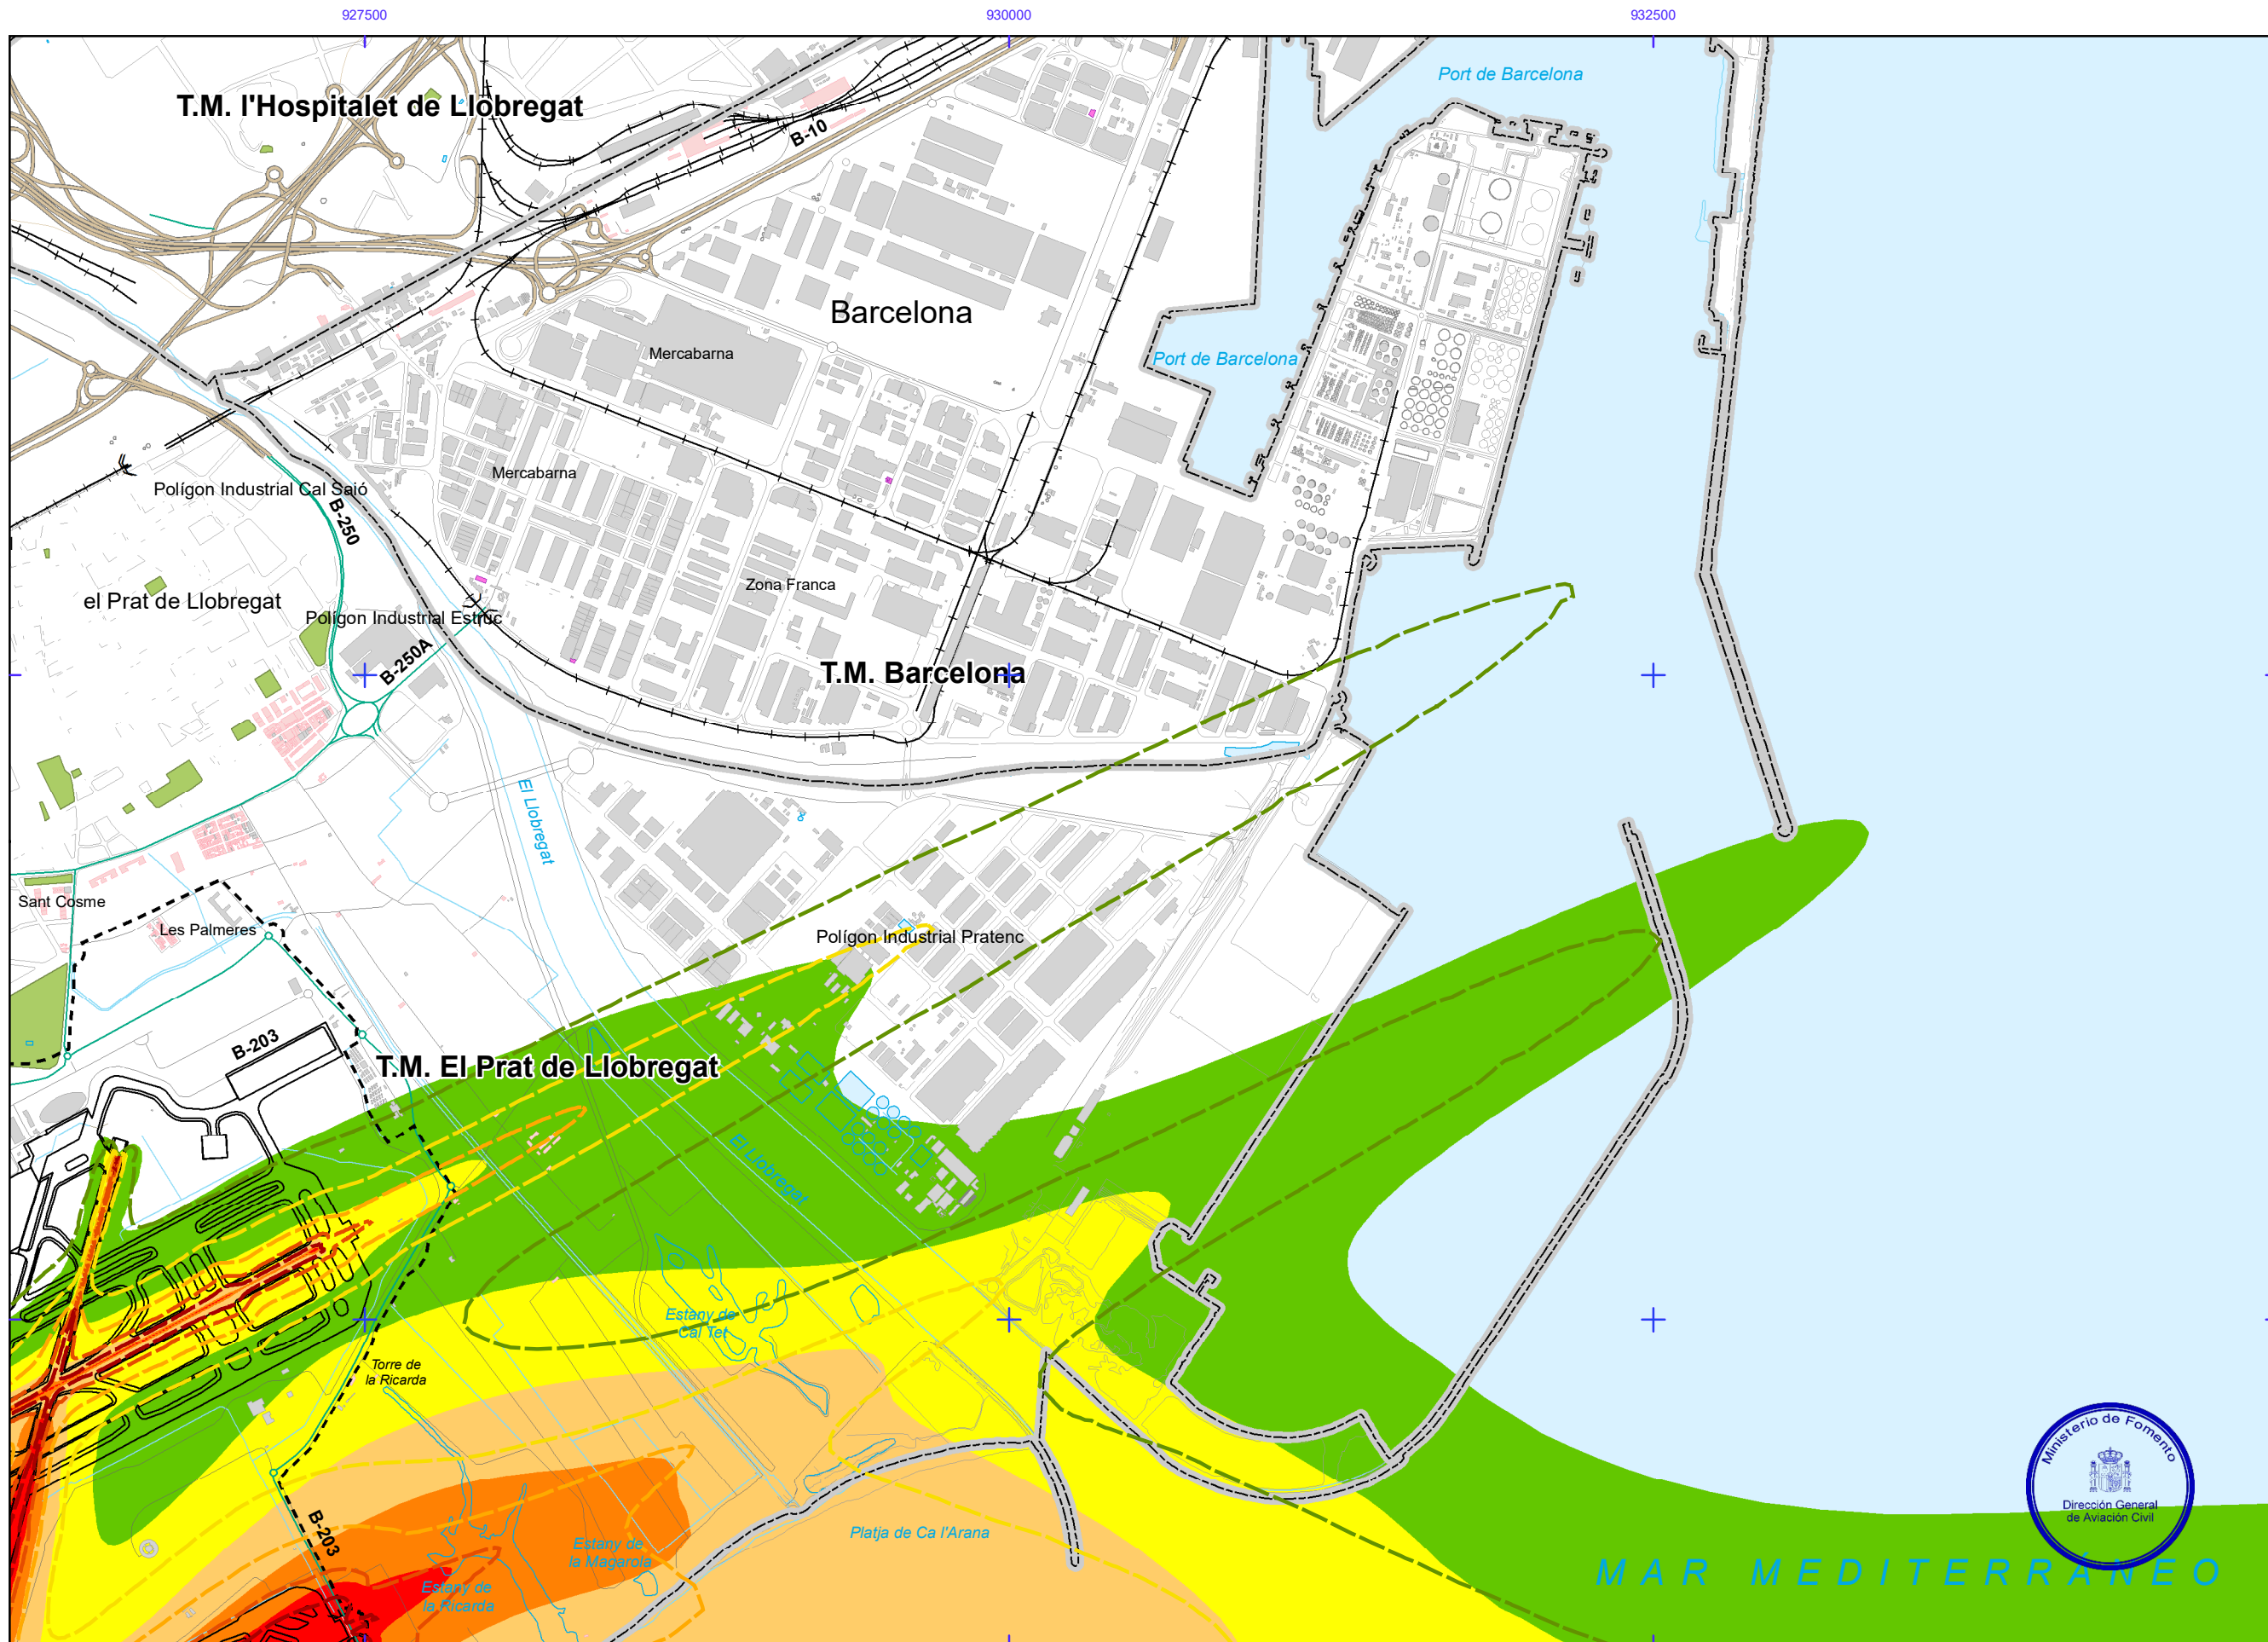 927500
930000
932500
Port de Barcelona
T.M. l'Hospitalet de Llobregat
B-10
Barcelona
Mercabarna
Port de Barcelona
Mercabarna
Polígon Industrial Cal Saió
B-250
Zona Franca
el Prat de Llobregat
Polígon Industrial Estruc
B-250A
T.M. Barcelona
El Llobregat
Sant Cosme
Les Palmeres
Polígon Industrial Pratenc
B-203
T.M. El Prat de Llobregat
El Llobregat
Estany de
Cal Tet
Torre de
la Ricarda
B-203
Platja de Ca l'Arana
Estany de
la Magarola
Estany de
la Ricarda
Ministerio de Fomento
Dirección General
de Aviación Civil
MAR MEDITERRÁNEO